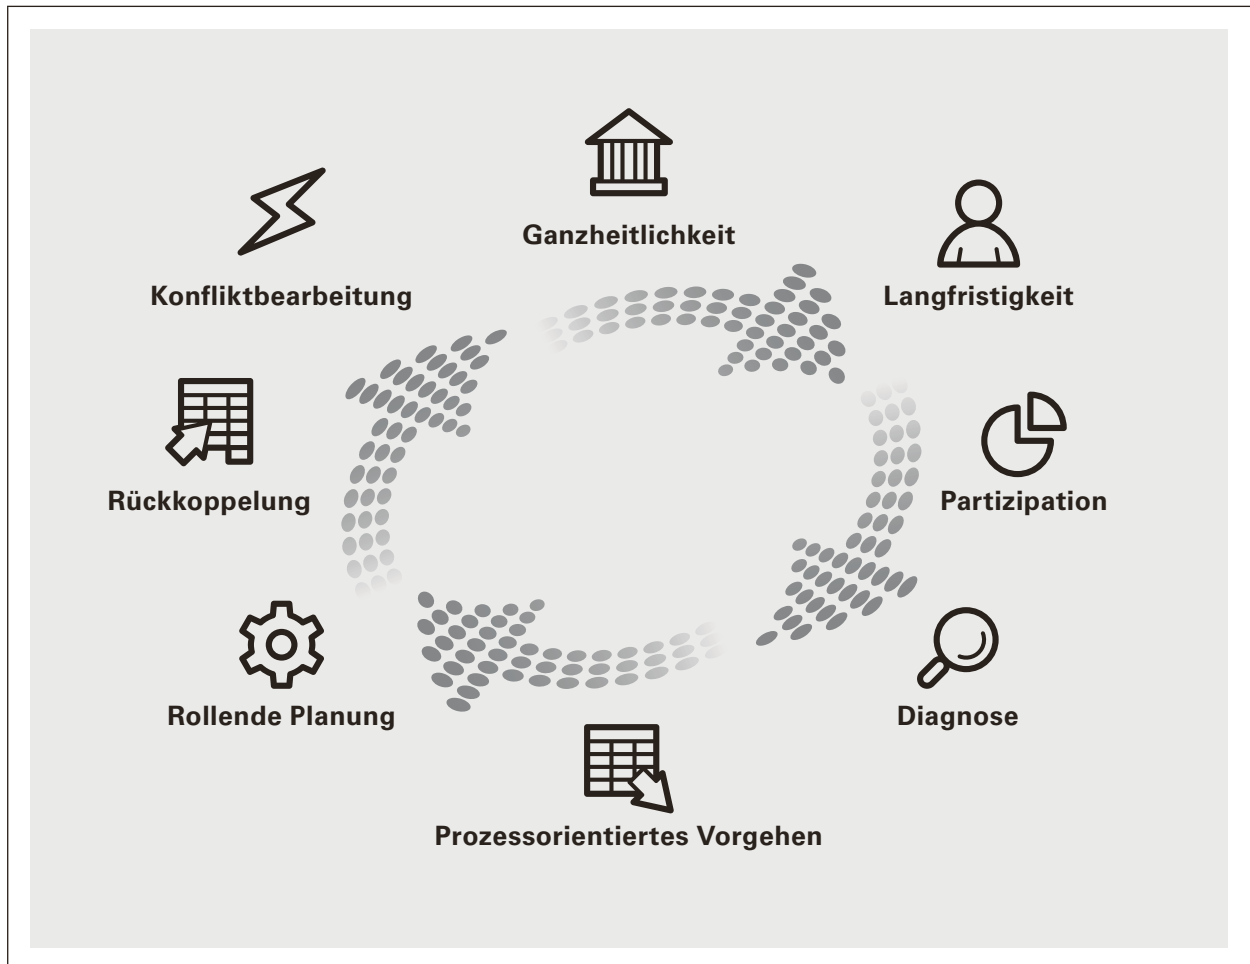 Ganzheitlichkeit
Langfristigkeit
Partizipation
Diagnose
Prozessorientiertes Vorgehen
Rollende Planung
Rückkoppelung
Konfliktbearbeitung